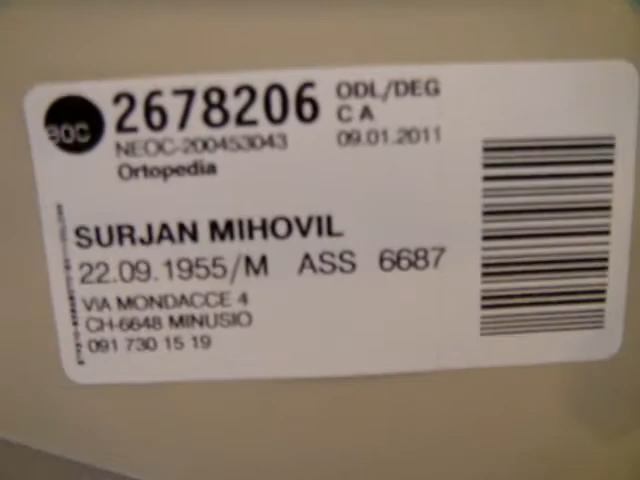 EOC 2678206 ODL/DEG
C A
NEOC-200453043 09.01.2011
Ortopedia
SURJAN MIHOVIL
22.09.1955/M ASS 6687
VIA MONDACCE 4
CH-6648 MINUSIO
091 730 15 19